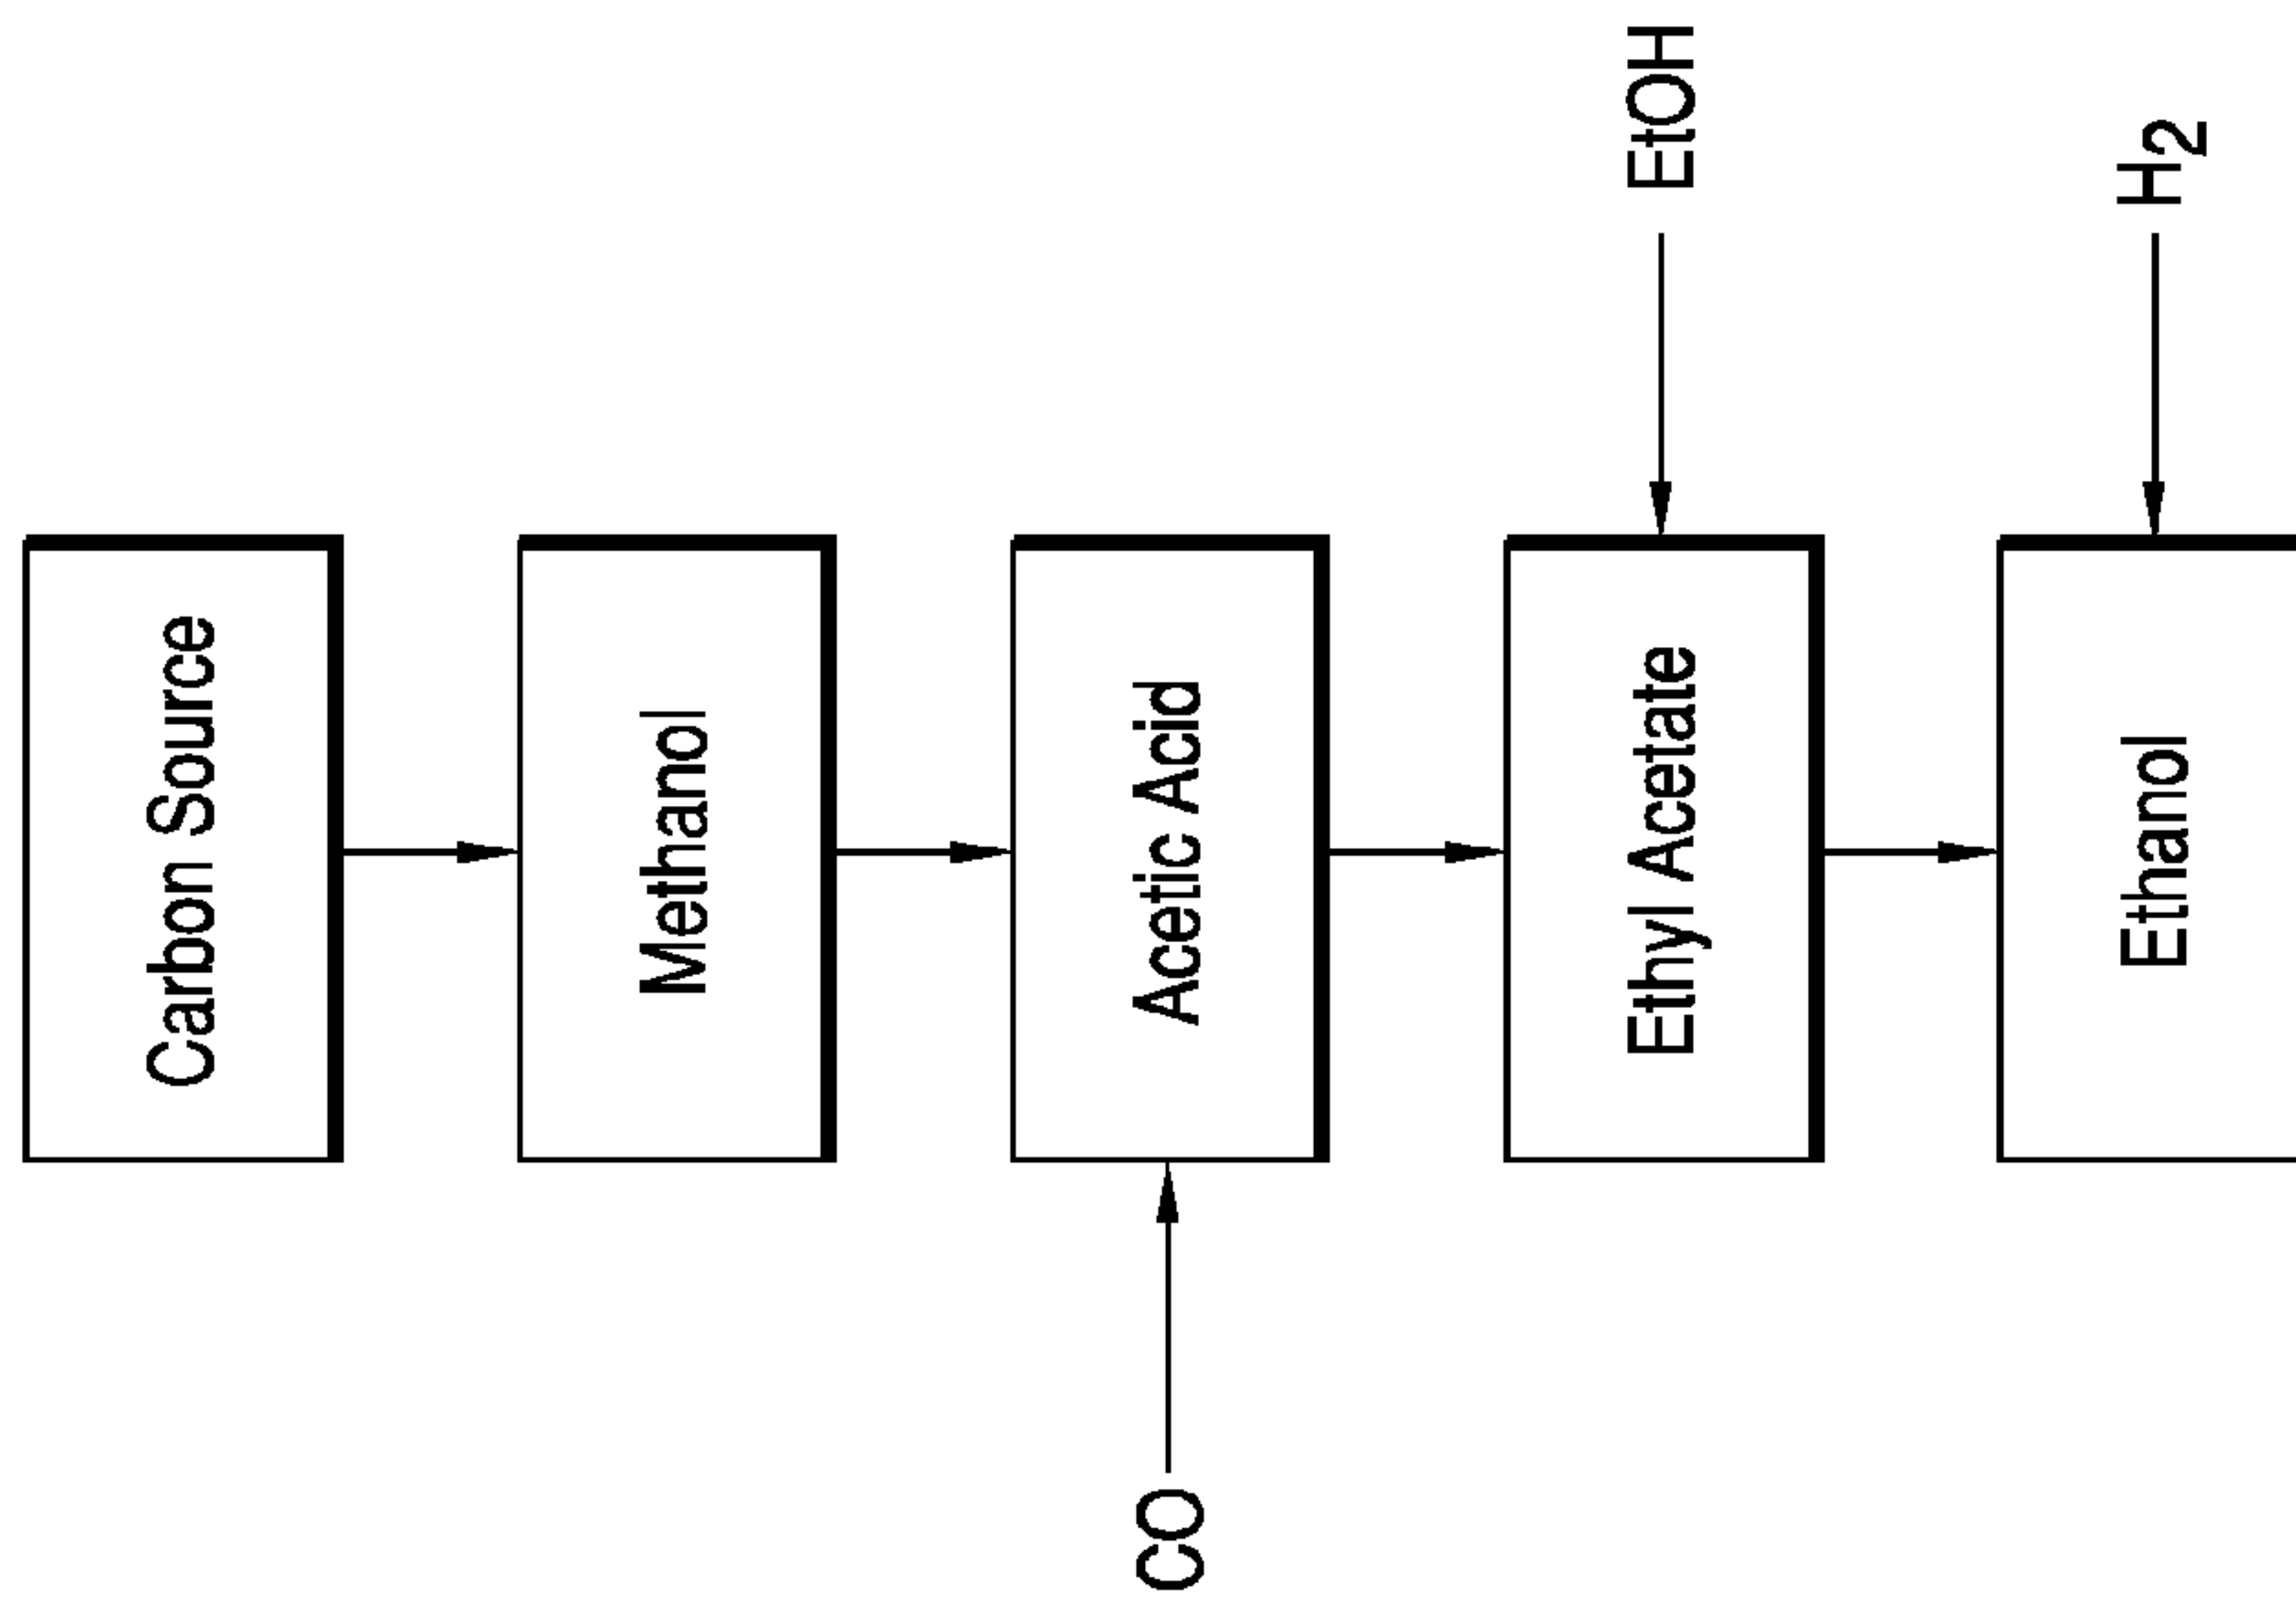 Carbon Source
Methanol
CO
Acetic Acid
Ethyl Acetate
EtOH
Ethanol
H2